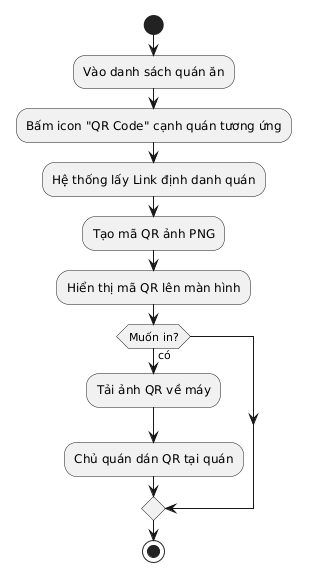 Vào danh sách quán ăn
Bấm icon "QR Code" cạnh quán tương ứng
Hệ thống lấy Link định danh quán
Tạo mã QR ảnh PNG
Hiển thị mã QR lên màn hình
Muốn in?
có
Tải ảnh QR về máy
Chủ quán dán QR tại quán